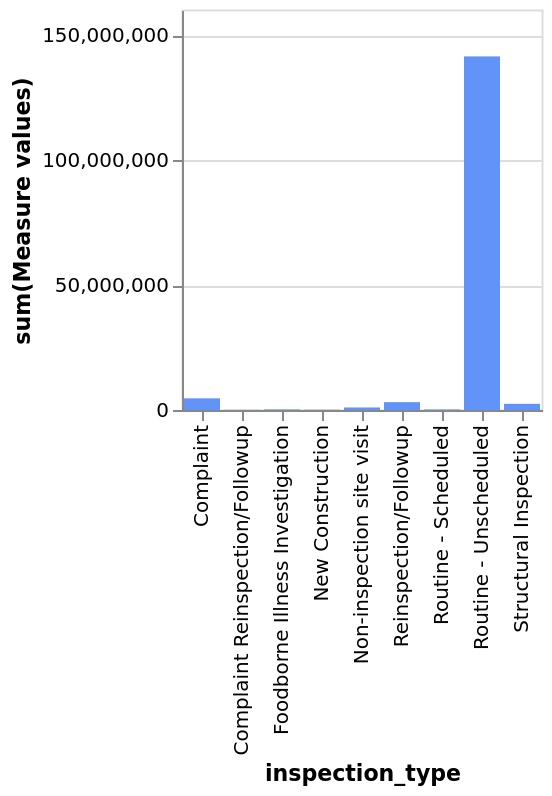 sum(Measure values)
150,000,000
100,000,000
50,000,000
0
Complaint
Complaint Reinspection/Followup
Foodborne Illness Investigation
New Construction
Non-inspection site visit
Reinspection/Followup
Routine - Scheduled
Routine - Unscheduled
Structural Inspection
inspection_type